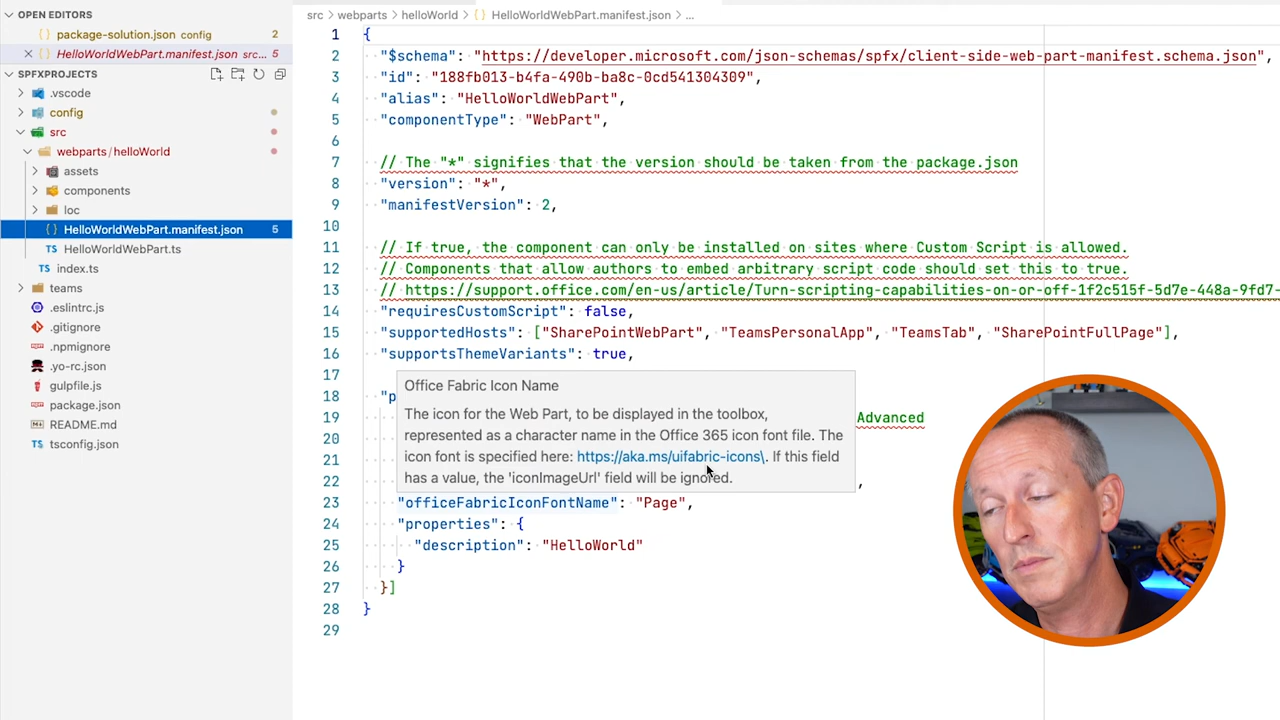 OPEN EDITORS
package-solution.json config 2
HelloWorldWebPart.manifest.json src... 5
SPFXPROJECTS
.vscode
config
src
webparts / helloWorld
assets
components
loc
{} HelloWorldWebPart.manifest.json 5
TS HelloWorldWebPart.ts
TS index.ts
teams
.eslintrc.js
.gitignore
.npmignore
.yo-rc.json
gulpfile.js
package.json
README.md
tsconfig.json
src > webparts > helloWorld > {} HelloWorldWebPart.manifest.json > ...
1 {
2 "$schema": "https://developer.microsoft.com/json-schemas/spfx/client-side-web-part-manifest.schema.json",
3 "id": "188fb013-b4fa-490b-ba8c-0cd541304309",
4 "alias": "HelloWorldWebPart",
5 "componentType": "WebPart",
6
7 // The "*" signifies that the version should be taken from the package.json
8 "version": "*",
9 "manifestVersion": 2,
10
11 // If true, the component can only be installed on sites where Custom Script is allowed.
12 // Components that allow authors to embed arbitrary script code should set this to true.
13 // https://support.office.com/en-us/article/Turn-scripting-capabilities-on-or-off-1f2c515f-5d7e-448a-9fd7-
14 "requiresCustomScript": false,
15 "supportedHosts": ["SharePointWebPart", "TeamsPersonalApp", "TeamsTab", "SharePointFullPage"],
16 "supportsThemeVariants": true,
17
18 "p
19 Advanced
20
21
22 ,
Office Fabric Icon Name
The icon for the Web Part, to be displayed in the toolbox,
represented as a character name in the Office 365 icon font file. The
icon font is specified here: https://aka.ms/uifabric-icons\. If this field
has a value, the 'iconImageUrl' field will be ignored.
23 "officeFabricIconFontName": "Page",
24 "properties": {
25 "description": "HelloWorld"
26 }
27 }]
28 }
29